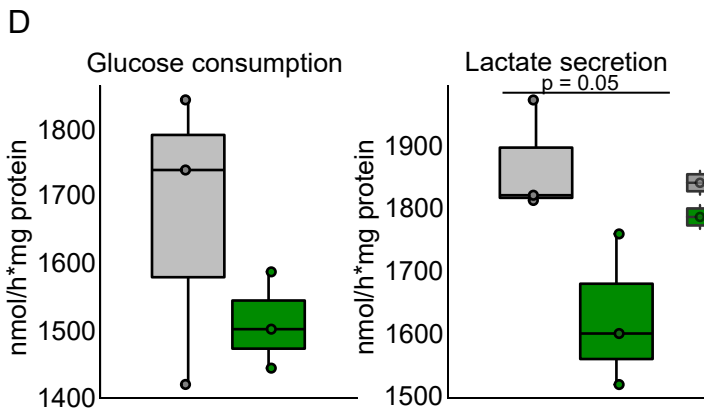 D
Glucose consumption
nmol/h*mg protein
1800
1700
1600
1500
1400
Lactate secretion
p = 0.05
nmol/h*mg protein
1900
1800
1700
1600
1500